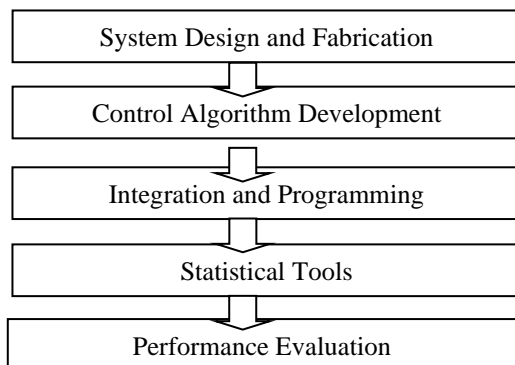 System Design and Fabrication
Control Algorithm Development
Integration and Programming
Statistical Tools
Performance Evaluation